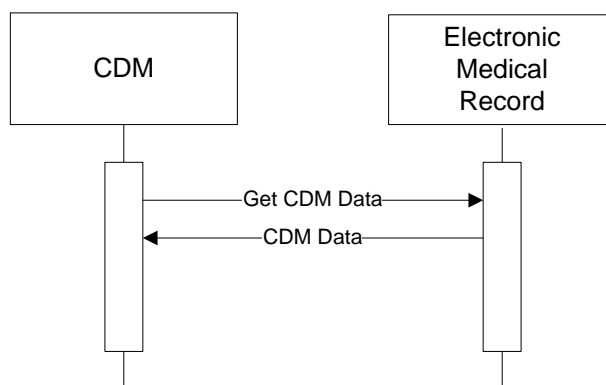 CDM
Electronic
Medical
Record
Get CDM Data
CDM Data